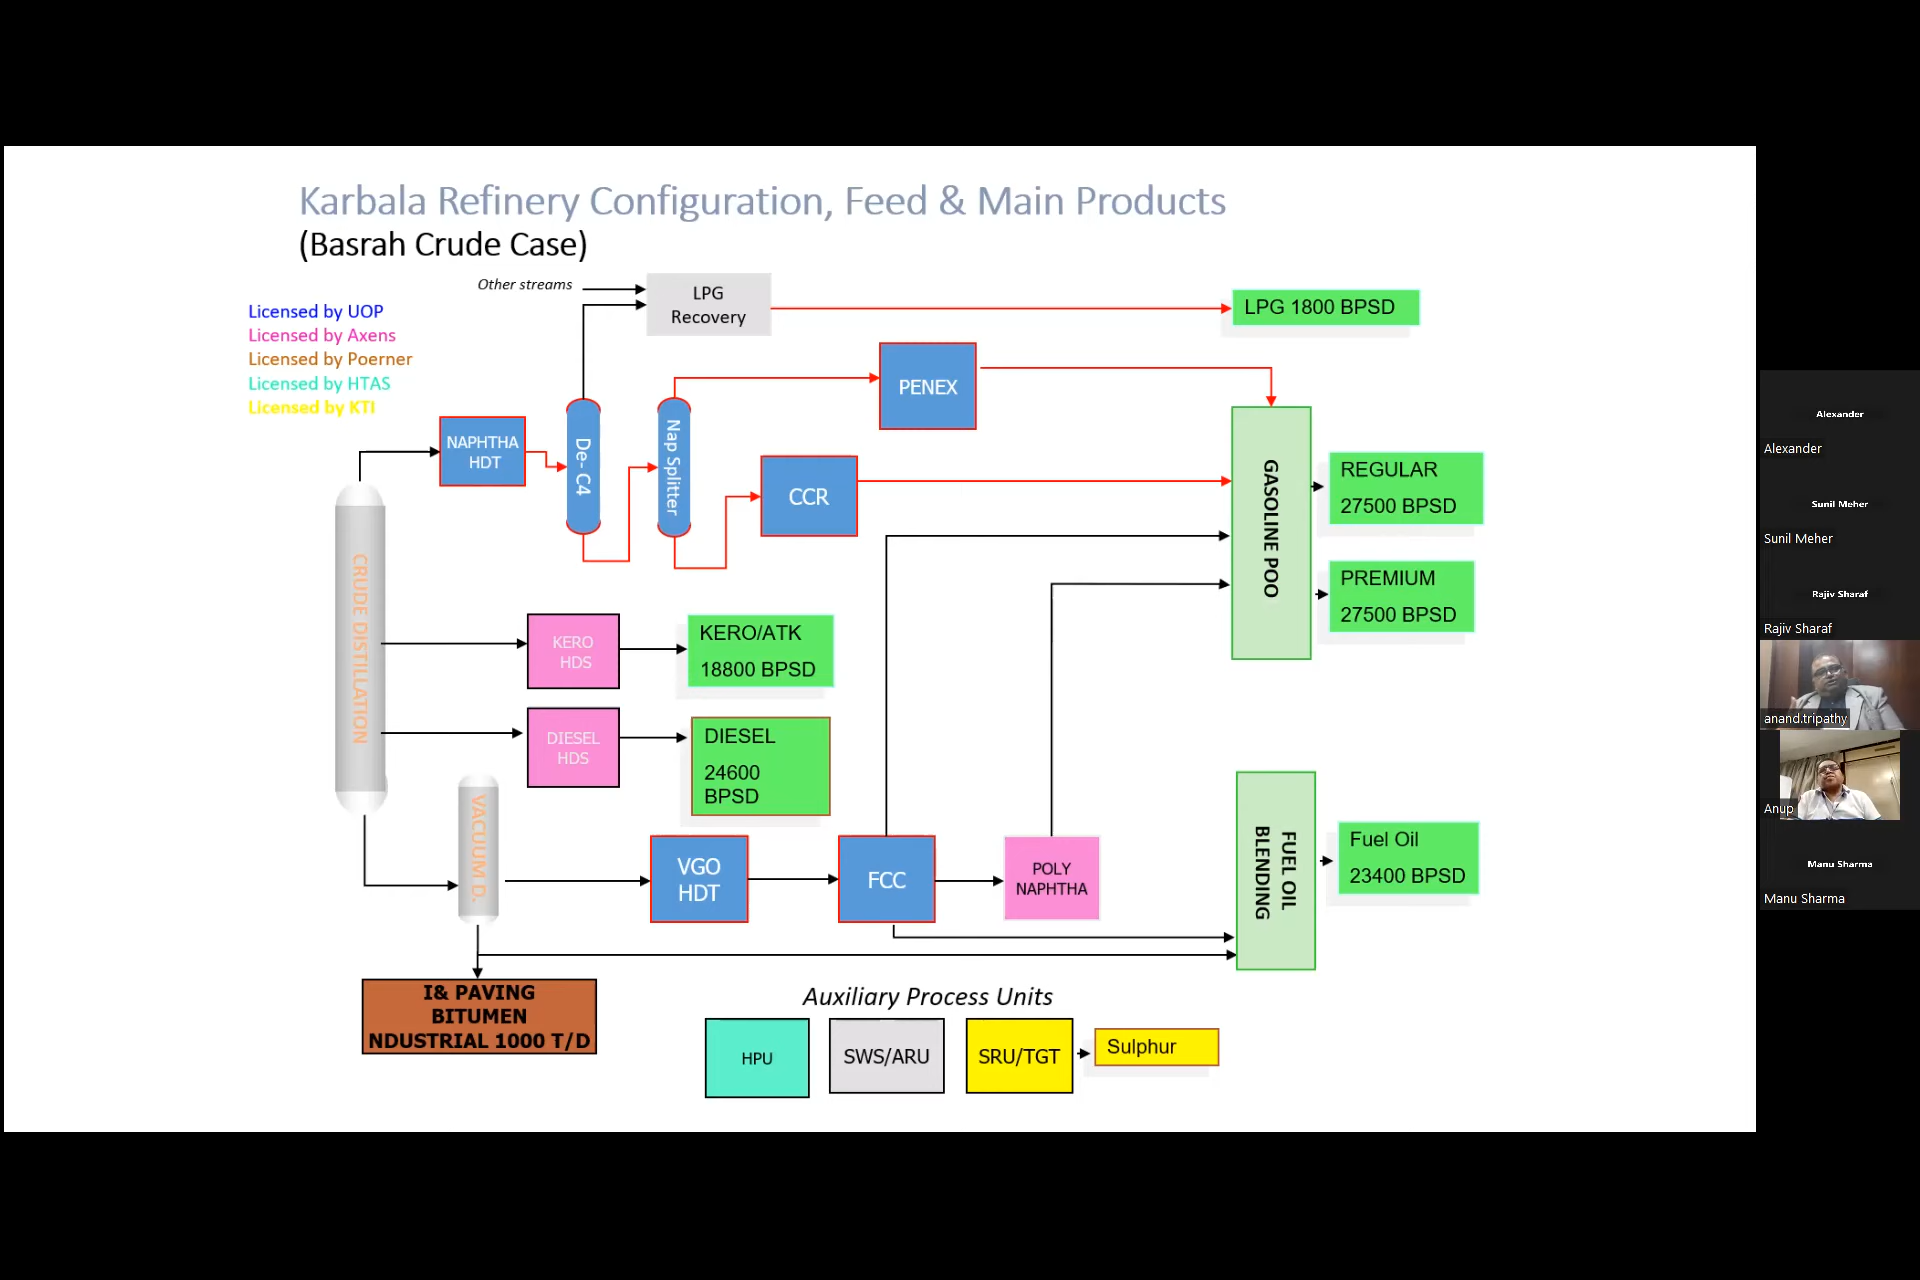 Karbala Refinery Configuration, Feed & Main Products
(Basrah Crude Case)
Other streams
LPG
Recovery
LPG 1800 BPSD
Licensed by UOP
Licensed by Axens
Licensed by Poerner
Licensed by HTAS
Licensed by KTI
PENEX
NAPHTHA
HDT
De- C4
Nap Splitter
CCR
GASOLINE POO
REGULAR
27500 BPSD
PREMIUM
27500 BPSD
CRUDE DISTILLATION
KERO
HDS
KERO/ATK
18800 BPSD
DIESEL
HDS
DIESEL
24600
BPSD
VACUUM D.
VGO
HDT
FCC
POLY
NAPHTHA
FUEL OIL
BLENDING
Fuel Oil
23400 BPSD
I& PAVING
BITUMEN
NDUSTRIAL 1000 T/D
Auxiliary Process Units
HPU
SWS/ARU
SRU/TGT
Sulphur
Alexander
Alexander
Sunil Meher
Sunil Meher
Rajiv Sharaf
Rajiv Sharaf
anand.tripathy
Anup
Manu Sharma
Manu Sharma